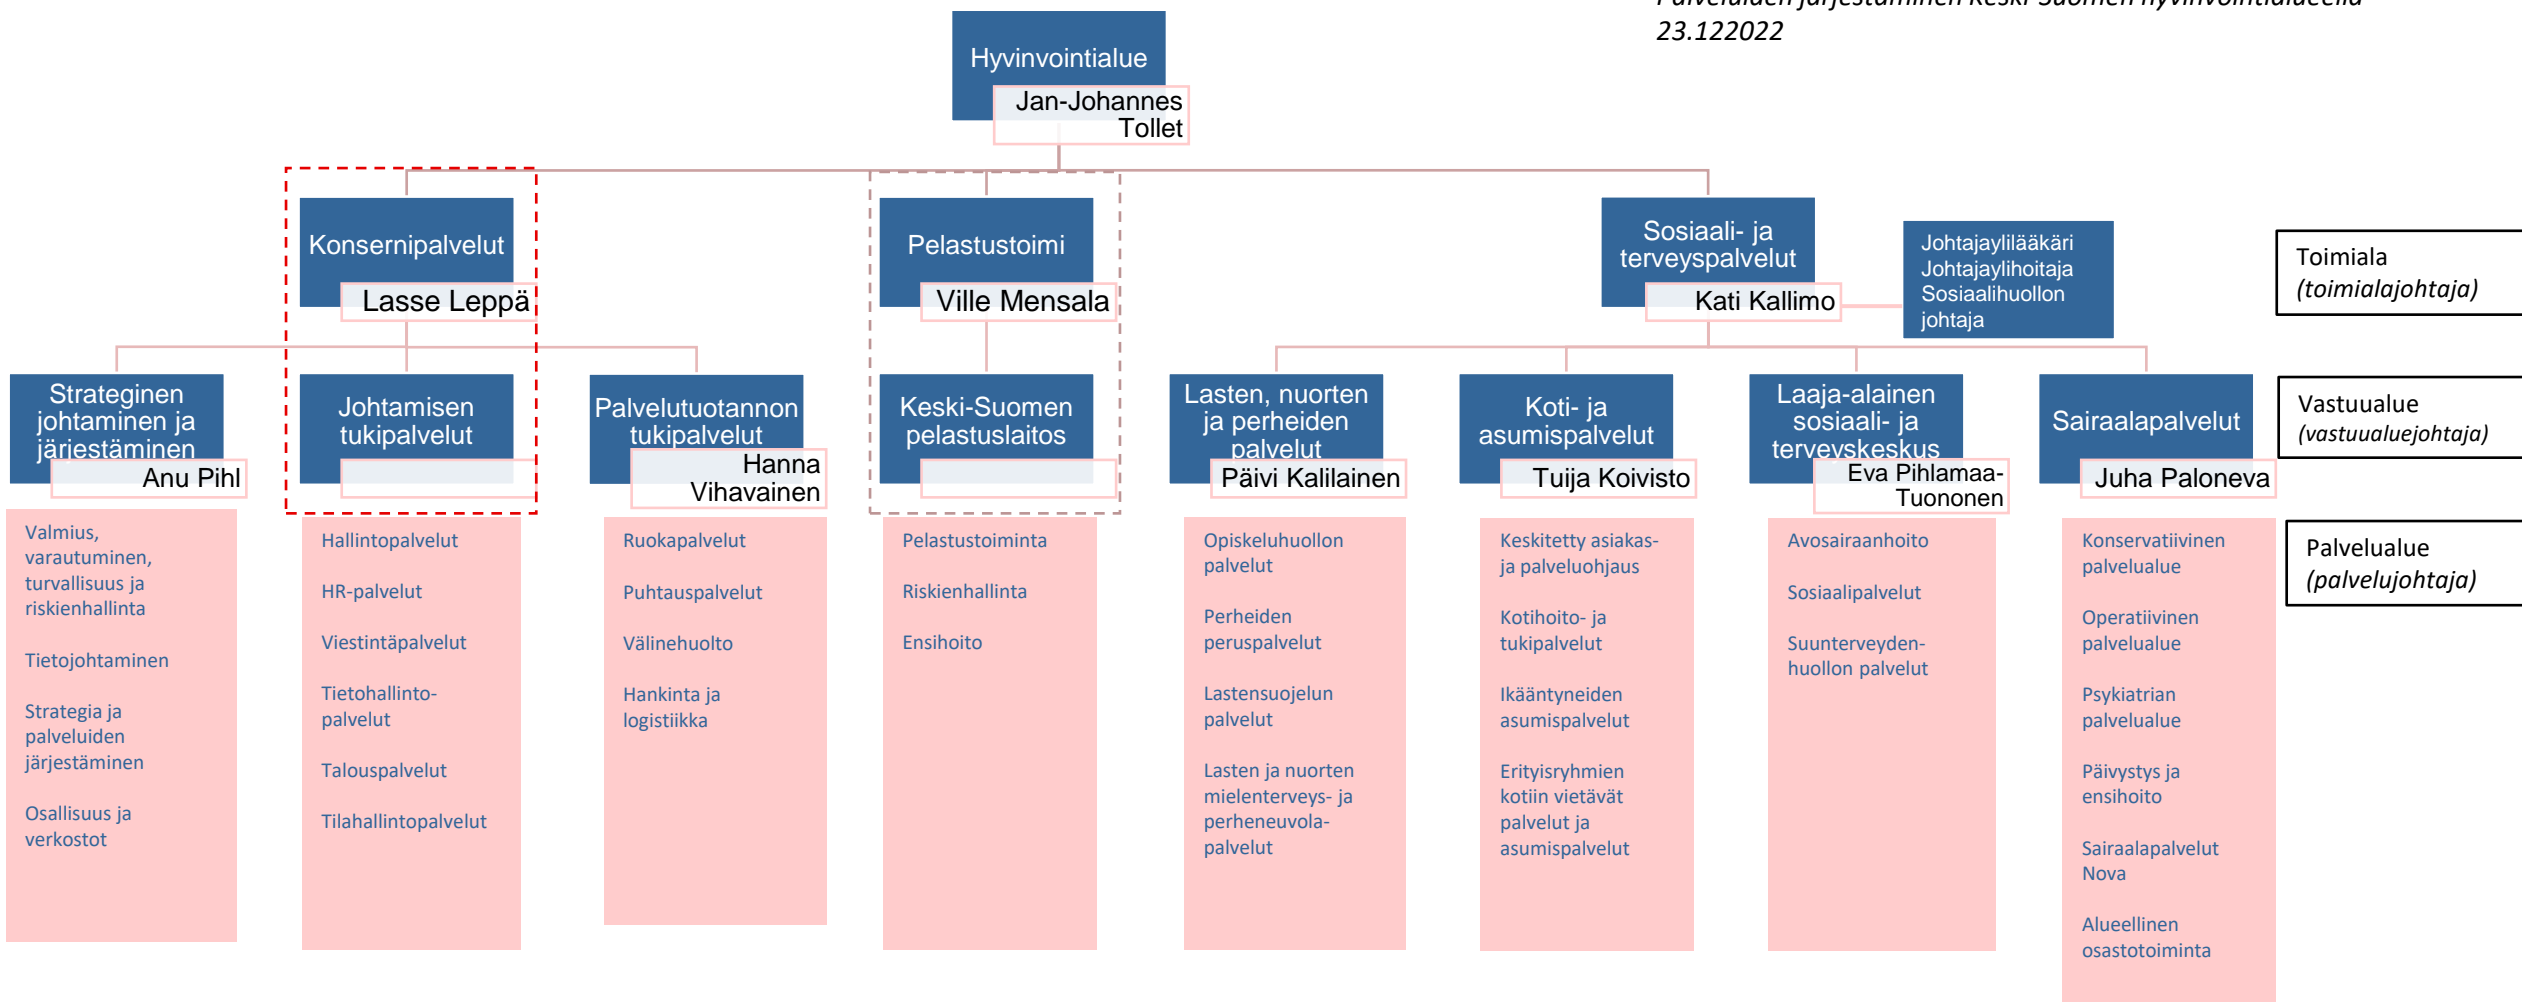 Palveluiden järjestäminen Keski-Suomen hyvinvointialueella
23.122022
Hyvinvointialue
Jan-Johannes
Tollet
Konsernipalvelut
Lasse Leppä
Pelastustoimi
Ville Mensala
Sosiaali- ja
terveyspalvelut
Kati Kallimo
Johtajaylilääkäri
Johtajaylihoitaja
Sosiaalihuollon
johtaja
Toimiala
(toimialajohtaja)
Strateginen
johtaminen ja
järjestäminen
Anu Pihl
Johtamisen
tukipalvelut
Palvelutuotannon
tukipalvelut
Hanna
Vihavainen
Keski-Suomen
pelastuslaitos
Lasten, nuorten
ja perheiden
palvelut
Päivi Kalilainen
Koti- ja
asumispalvelut
Tuija Koivisto
Laaja-alainen
sosiaali- ja
terveyskeskus
Eva Pihlamaa-
Tuononen
Sairaalapalvelut
Juha Paloneva
Vastuualue
(vastuualuejohtaja)
Valmius,
varautuminen,
turvallisuus ja
riskienhallinta
Tietojohtaminen
Strategia ja
palveluiden
järjestäminen
Osallisuus ja
verkostot
Hallintopalvelut
HR-palvelut
Viestintäpalvelut
Tietohallinto-
palvelut
Talouspalvelut
Tilahallintopalvelut
Ruokapalvelut
Puhtauspalvelut
Välinehuolto
Hankinta ja
logistiikka
Pelastustoiminta
Riskienhallinta
Ensihoito
Opiskeluhuollon
palvelut
Perheiden
peruspalvelut
Lastensuojelun
palvelut
Lasten ja nuorten
mielenterveys- ja
perheneuvola-
palvelut
Keskitetty asiakas-
ja palveluohjaus
Kotihoito- ja
tukipalvelut
Ikääntyneiden
asumispalvelut
Erityisryhmien
kotiin vietävät
palvelut ja
asumispalvelut
Avosairaanhoito
Sosiaalipalvelut
Suunterveyden-
huollon palvelut
Konservatiivinen
palvelualue
Operatiivinen
palvelualue
Psykiatrian
palvelualue
Päivystys ja
ensihoito
Sairaalapalvelut
Nova
Alueellinen
osastotoiminta
Palvelualue
(palvelujohtaja)